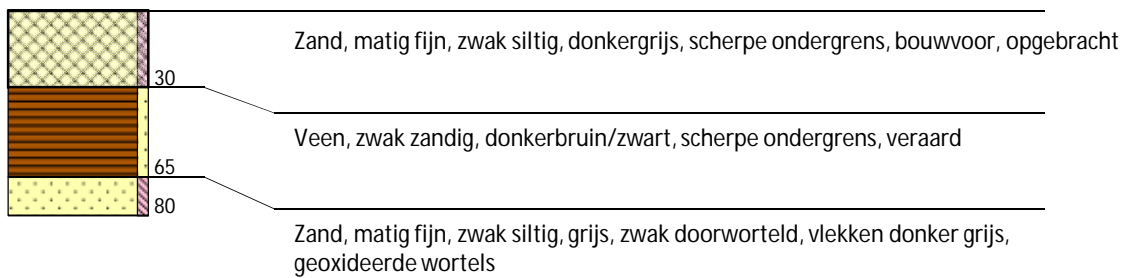 Zand, matig fijn, zwak siltig, donkergrijs, scherpe ondergrens, bouwvoor, opgebracht
30
Veen, zwak zandig, donkerbruin/zwart, scherpe ondergrens, veraard
65
80
Zand, matig fijn, zwak siltig, grijs, zwak doorworteld, vlekken donker grijs,
geoxideerde wortels